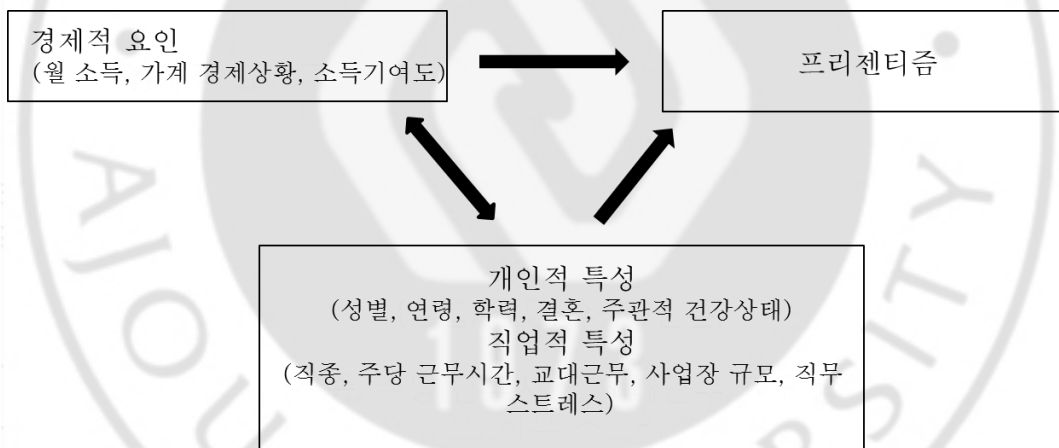 경제적 요인
(월 소득, 가계 경제상황, 소득기여도)
프리젠티즘
개인적 특성
(성별, 연령, 학력, 결혼, 주관적 건강상태)
직업적 특성
(직종, 주당 근무시간, 교대근무, 사업장 규모, 직무
스트레스)
AJOU
1973